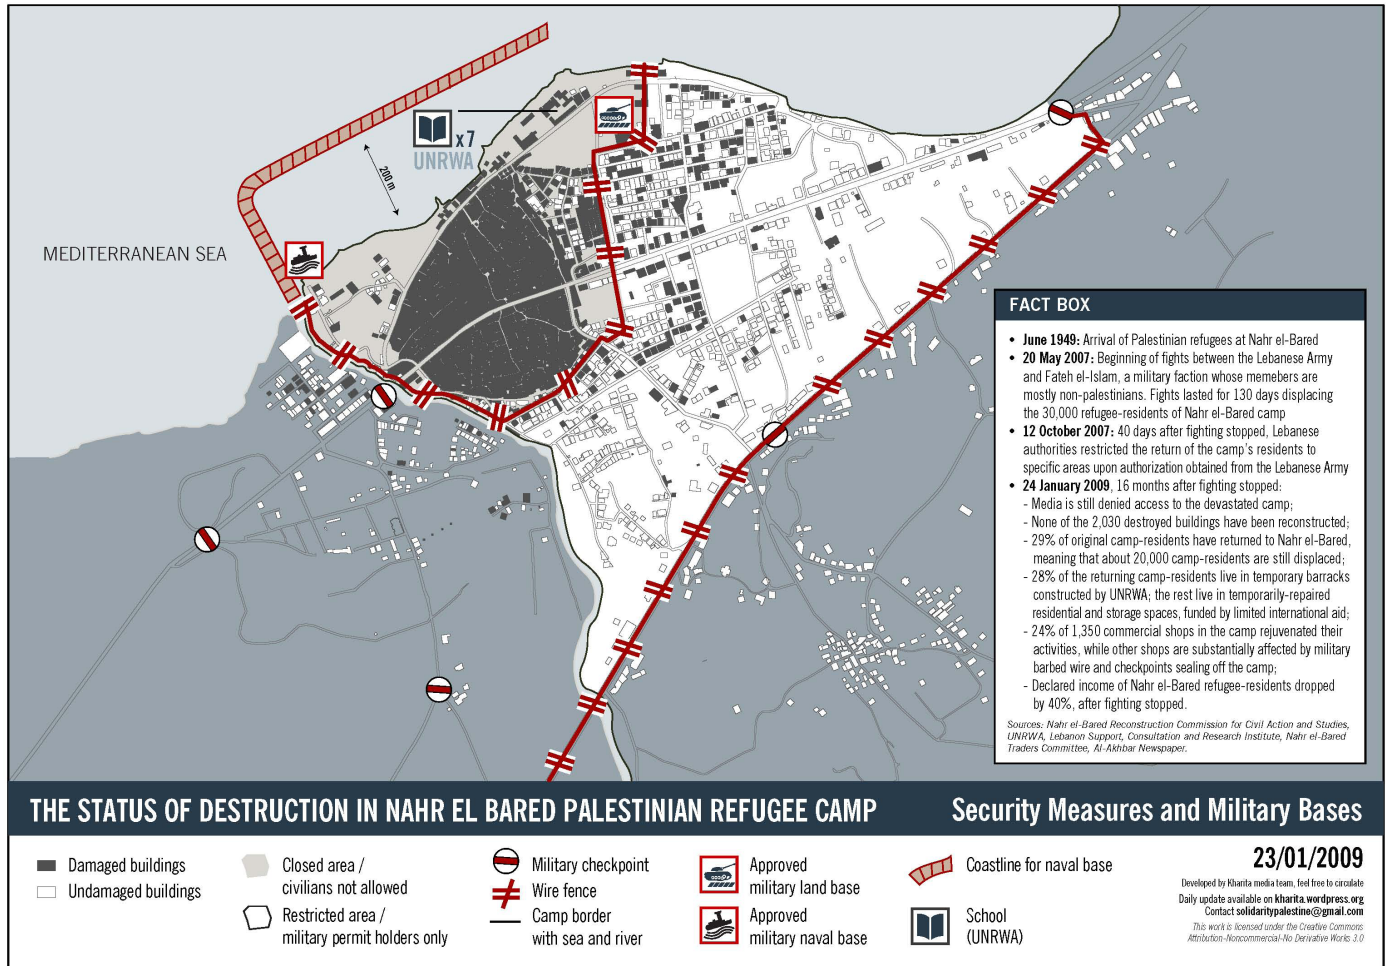 x7
UNRWA
200 m
MEDITERRANEAN SEA
FACT BOX
• June 1949: Arrival of Palestinian refugees at Nahr el-Bared
• 20 May 2007: Beginning of fights between the Lebanese Army
and Fateh el-Islam, a military faction whose memebers are
mostly non-palestinians. Fights lasted for 130 days displacing
the 30,000 refugee-residents of Nahr el-Bared camp
• 12 October 2007: 40 days after fighting stopped, Lebanese
authorities restricted the return of the camp's residents to
specific areas upon authorization obtained from the Lebanese Army
• 24 January 2009, 16 months after fighting stopped:
- Media is still denied access to the devastated camp;
- None of the 2,030 destroyed buildings have been reconstructed;
- 29% of original camp-residents have returned to Nahr el-Bared,
meaning that about 20,000 camp-residents are still displaced;
- 28% of the returning camp-residents live in temporary barracks
constructed by UNRWA; the rest live in temporarily-repaired
residential and storage spaces, funded by limited international aid;
- 24% of 1,350 commercial shops in the camp rejuvenated their
activities, while other shops are substantially affected by military
barbed wire and checkpoints sealing off the camp;
- Declared income of Nahr el-Bared refugee-residents dropped
by 40%, after fighting stopped.
Sources: Nahr el-Bared Reconstruction Commission for Civil Action and Studies,
UNRWA, Lebanon Support, Consultation and Research Institute, Nahr el-Bared
Traders Committee, Al-Akhbar Newspaper.
THE STATUS OF DESTRUCTION IN NAHR EL BARED PALESTINIAN REFUGEE CAMP
Security Measures and Military Bases
Damaged buildings
Undamaged buildings
Closed area /
civilians not allowed
Restricted area /
military permit holders only
Military checkpoint
Wire fence
Camp border
with sea and river
Approved
military land base
Approved
military naval base
Coastline for naval base
School
(UNRWA)
23/01/2009
Developed by Kharita media team, feel free to circulate
Daily update available on kharita.wordpress.org
Contact solidaritypalestine@gmail.com
This work is licensed under the Creative Commons
Attribution-Noncommercial-No Derivative Works 3.0